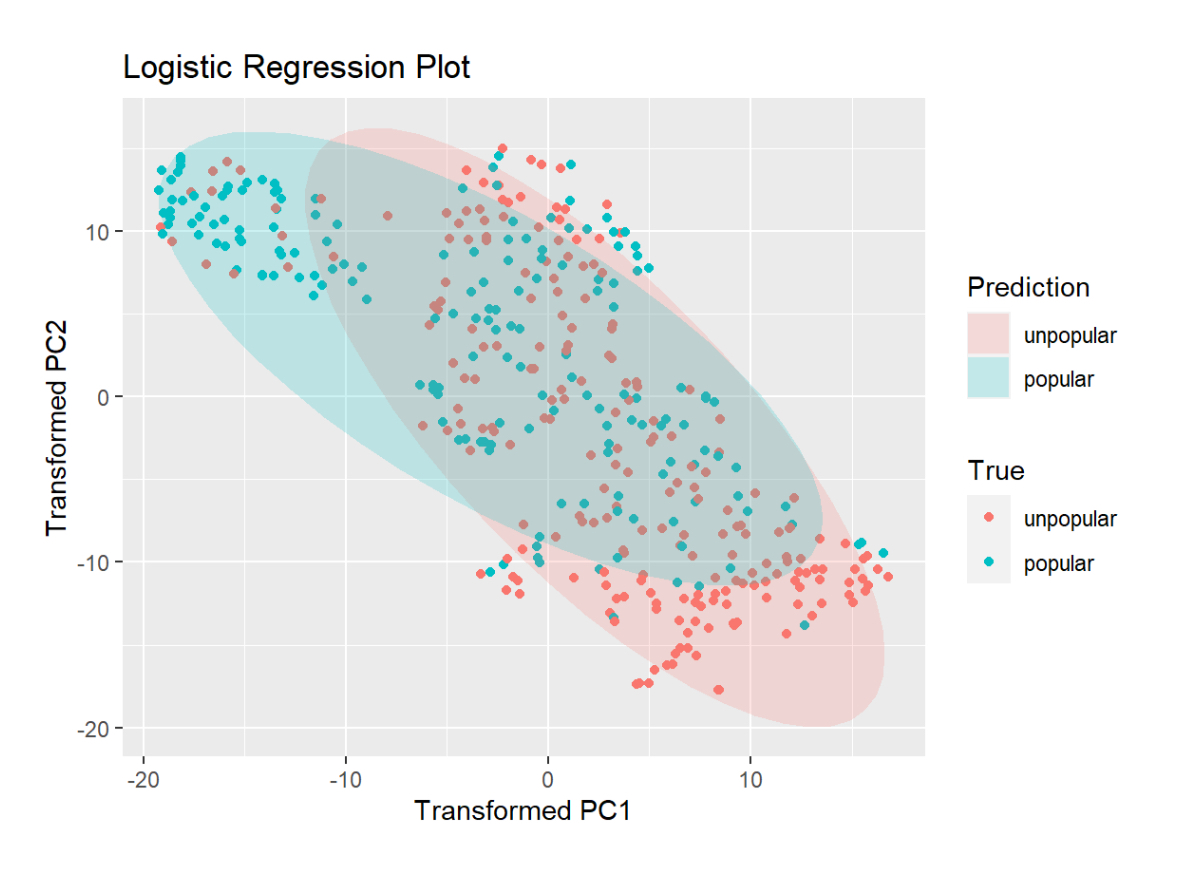 Logistic Regression Plot
10
0
-10
-20
-20
-10
0
10
Transformed PC1
Transformed PC2
Prediction
unpopular
popular
True
unpopular
popular